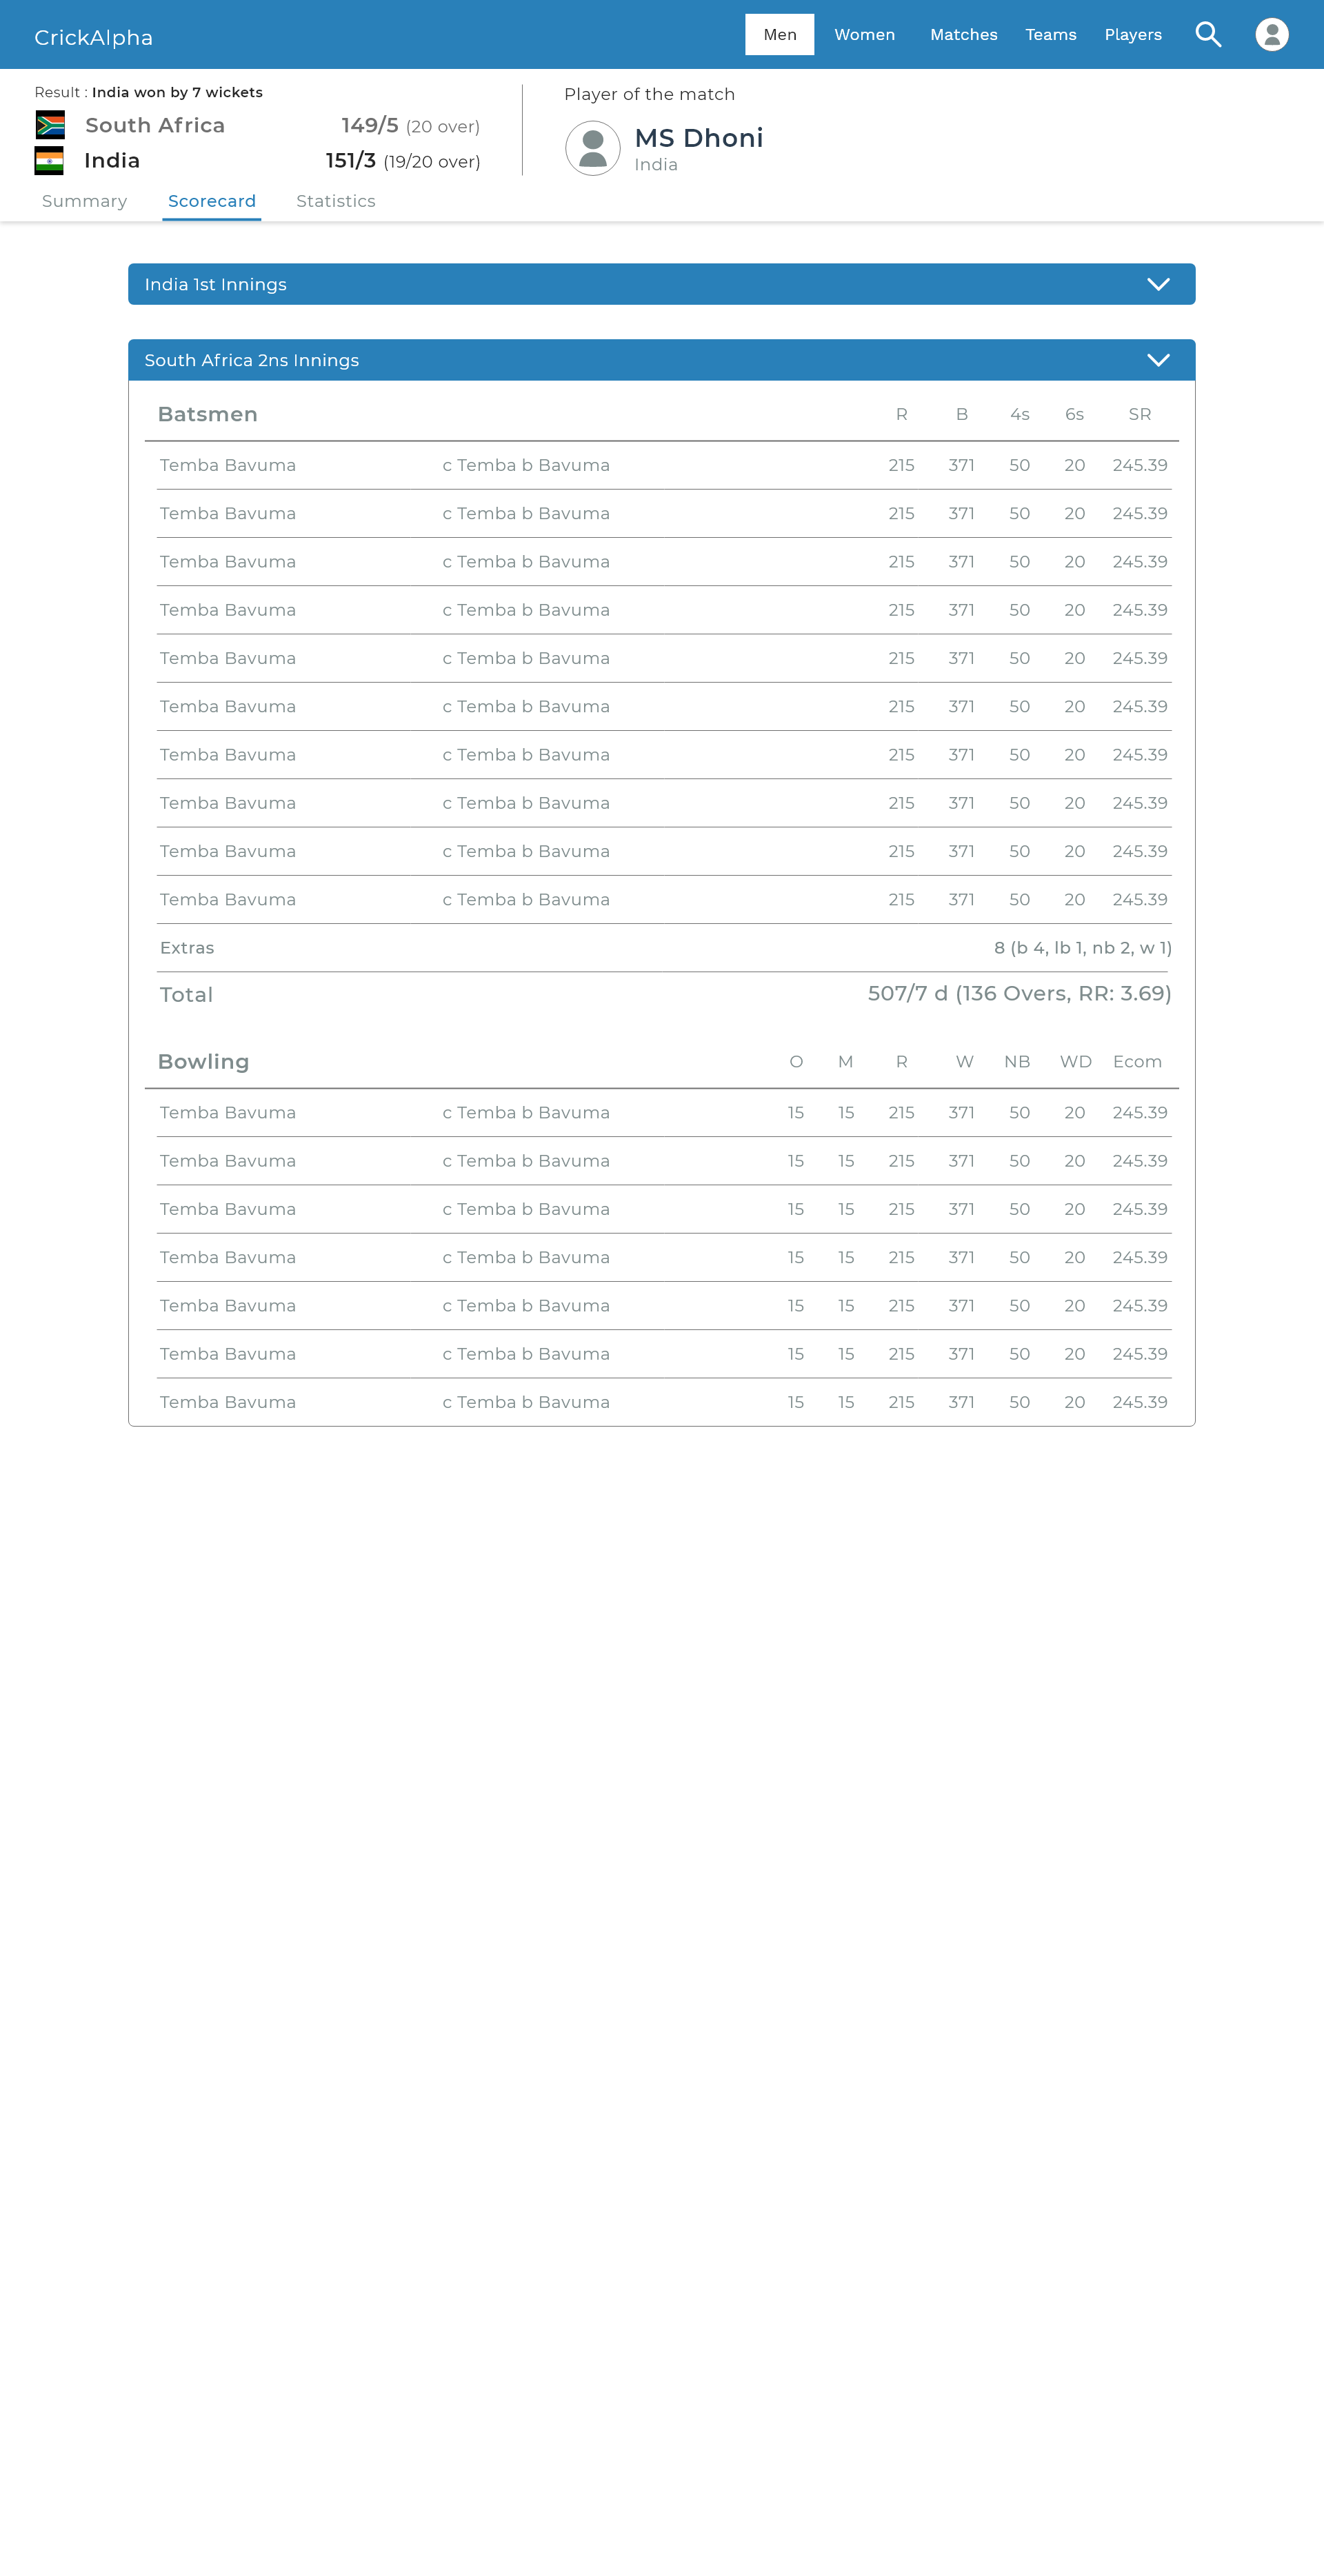 CrickAlpha Men Women Matches Teams Players
Result : India won by 7 wickets
South Africa 149/5 (20 over)
India 151/3 (19/20 over)
Player of the match
MS Dhoni
India
Summary Scorecard Statistics
India 1st Innings
South Africa 2ns Innings
Batsmen R B 4s 6s SR
Temba Bavuma c Temba b Bavuma 215 371 50 20 245.39
Temba Bavuma c Temba b Bavuma 215 371 50 20 245.39
Temba Bavuma c Temba b Bavuma 215 371 50 20 245.39
Temba Bavuma c Temba b Bavuma 215 371 50 20 245.39
Temba Bavuma c Temba b Bavuma 215 371 50 20 245.39
Temba Bavuma c Temba b Bavuma 215 371 50 20 245.39
Temba Bavuma c Temba b Bavuma 215 371 50 20 245.39
Temba Bavuma c Temba b Bavuma 215 371 50 20 245.39
Temba Bavuma c Temba b Bavuma 215 371 50 20 245.39
Temba Bavuma c Temba b Bavuma 215 371 50 20 245.39
Extras 8 (b 4, lb 1, nb 2, w 1)
Total 507/7 d (136 Overs, RR: 3.69)
Bowling O M R W NB WD Ecom
Temba Bavuma c Temba b Bavuma 15 15 215 371 50 20 245.39
Temba Bavuma c Temba b Bavuma 15 15 215 371 50 20 245.39
Temba Bavuma c Temba b Bavuma 15 15 215 371 50 20 245.39
Temba Bavuma c Temba b Bavuma 15 15 215 371 50 20 245.39
Temba Bavuma c Temba b Bavuma 15 15 215 371 50 20 245.39
Temba Bavuma c Temba b Bavuma 15 15 215 371 50 20 245.39
Temba Bavuma c Temba b Bavuma 15 15 215 371 50 20 245.39